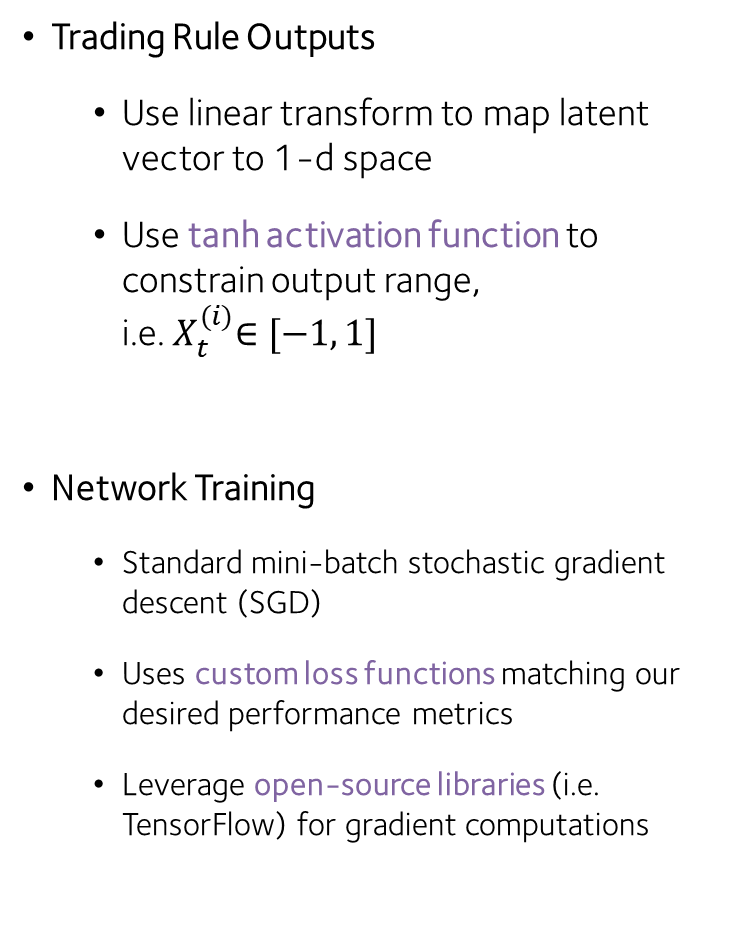 • Trading Rule Outputs
• Use linear transform to map latent
vector to 1-d space
• Use tanh activation function to
constrain output range,
i.e. $X_t^{(i)} \in [-1, 1]$
• Network Training
• Standard mini-batch stochastic gradient
descent (SGD)
• Uses custom loss functions matching our
desired performance metrics
• Leverage open-source libraries (i.e.
TensorFlow) for gradient computations